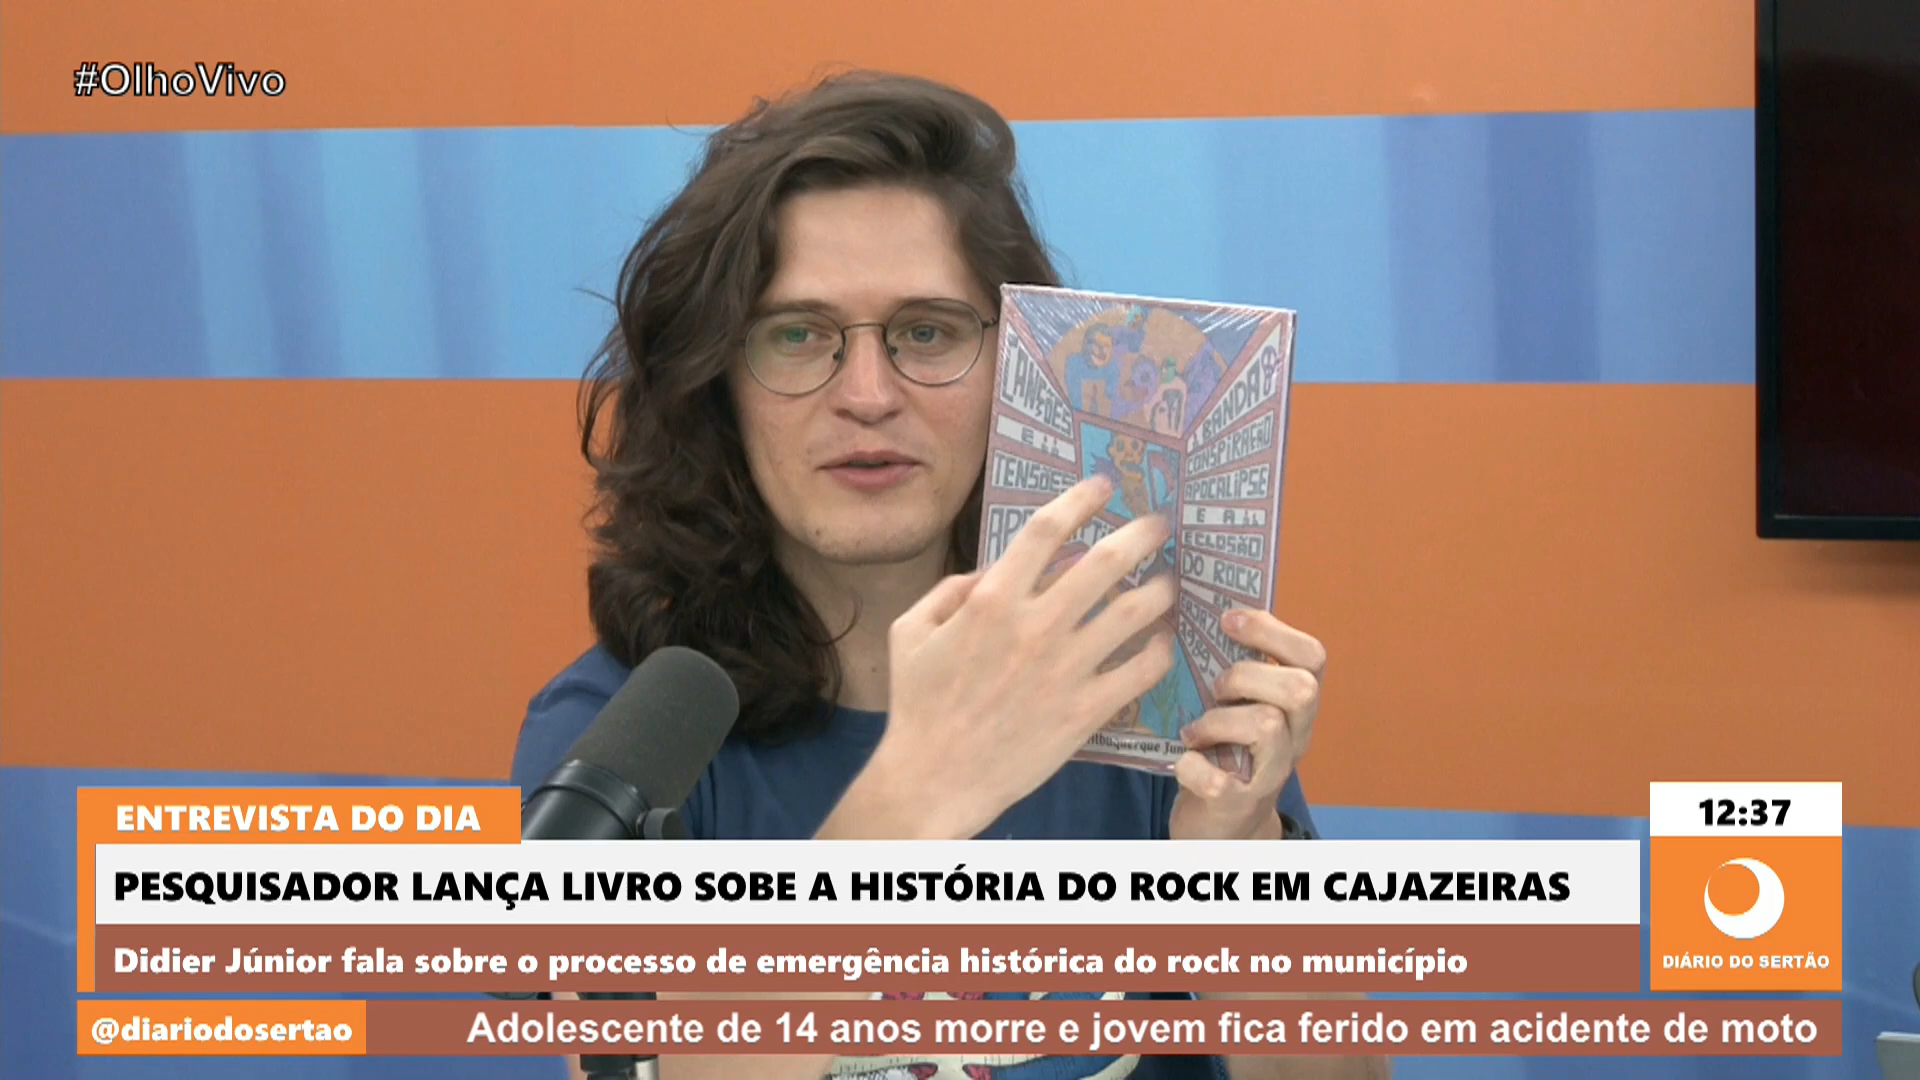 #OlhoVivo
CANÇÕES
E
TENSÕES
A BANDA
CONSPIRAÇÃO
APOCALIPSE
E A
ECLOSÃO
DO ROCK
EM
Albuquerque
ENTREVISTA DO DIA
12:37
PESQUISADOR LANÇA LIVRO SOBE A HISTÓRIA DO ROCK EM CAJAZEIRAS
Didier Júnior fala sobre o processo de emergência histórica do rock no município
DIÁRIO DO SERTÃO
@diariodosertao
Adolescente de 14 anos morre e jovem fica ferido em acidente de moto